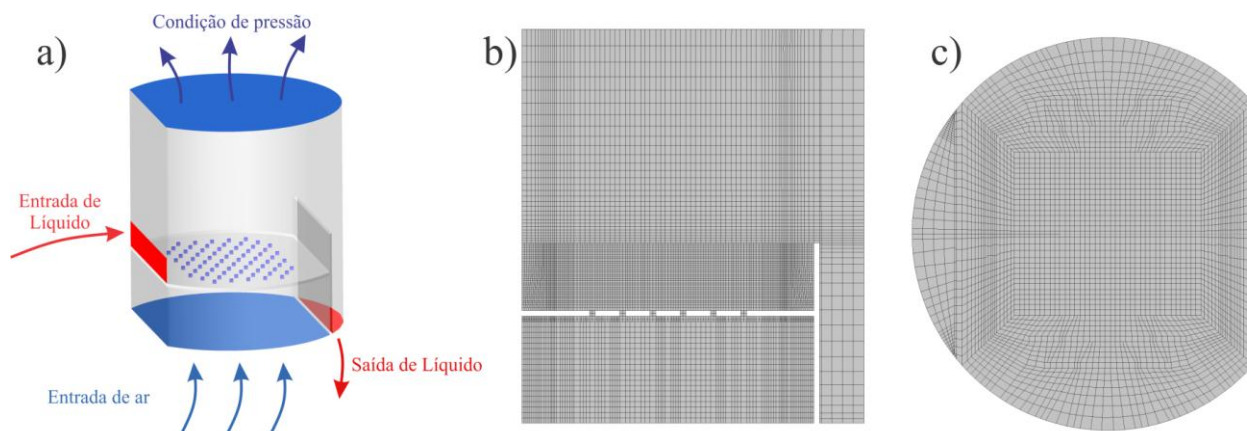 a)
Condição de pressão
Entrada de
Líquido
Entrada de ar
Saída de Líquido
b)
c)